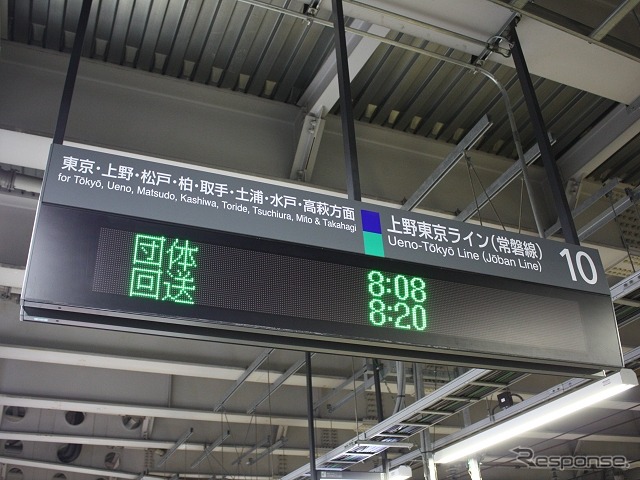 東京・上野・松戸・柏・取手・土浦・水戸・高萩方面
for Tōkyō, Ueno, Matsudo, Kashiwa, Toride, Tsuchiura, Mito & Takahagi
上野東京ライン(常磐線)
Ueno-Tōkyō Line (Jōban Line)
10
団体 8:08
回送 8:20
Response.